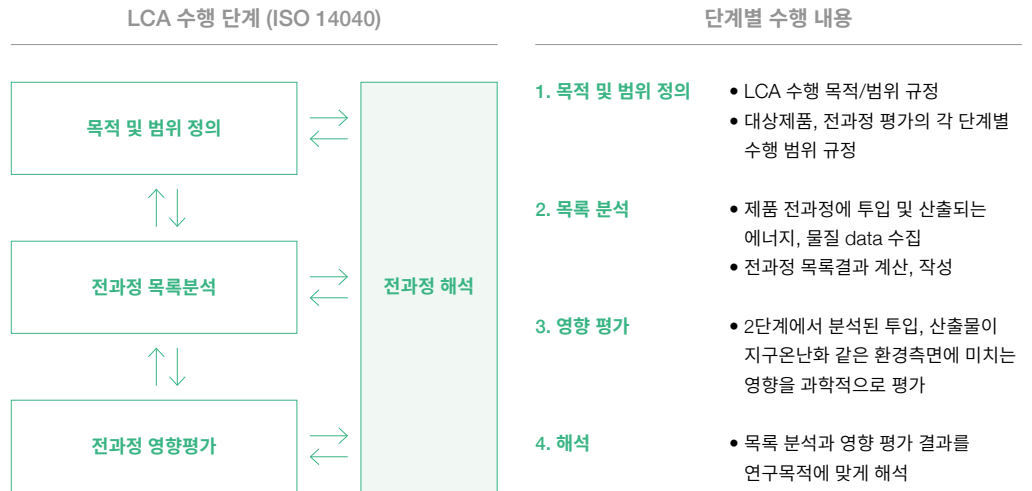 LCA 수행 단계 (ISO 14040)
목적 및 범위 정의
전과정 목록분석
전과정 영향평가
전과정 해석
단계별 수행 내용
1. 목적 및 범위 정의
• LCA 수행 목적/범위 규정
• 대상제품, 전과정 평가의 각 단계별
수행 범위 규정
2. 목록 분석
• 제품 전과정에 투입 및 산출되는
에너지, 물질 data 수집
• 전과정 목록결과 계산, 작성
3. 영향 평가
• 2단계에서 분석된 투입, 산출물이
지구온난화 같은 환경측면에 미치는
영향을 과학적으로 평가
4. 해석
• 목록 분석과 영향 평가 결과를
연구목적에 맞게 해석